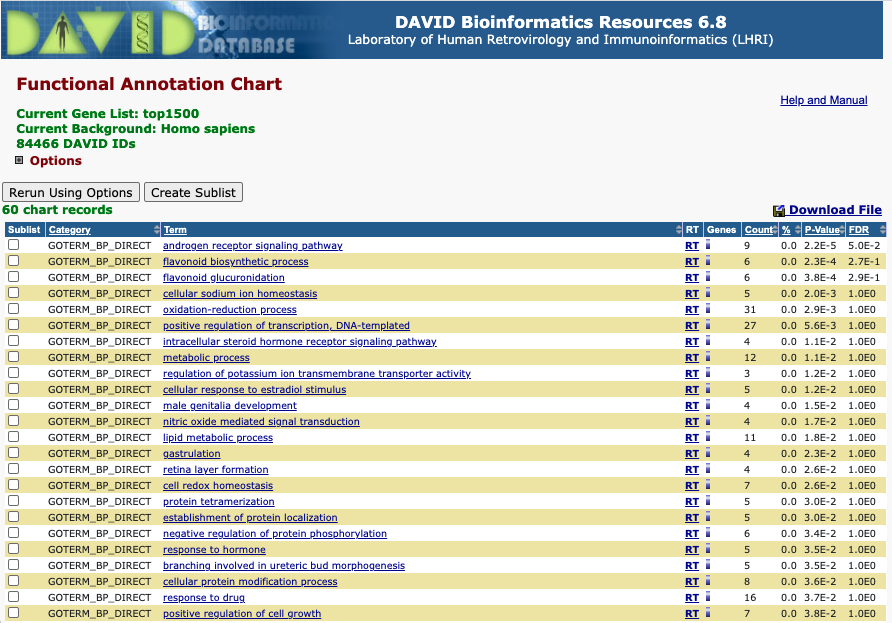 DAVID BIOINFORMATICS DATABASE
DAVID Bioinformatics Resources 6.8
Laboratory of Human Retrovirology and Immunoinformatics (LHRI)
Functional Annotation Chart
Help and Manual
Current Gene List: top1500
Current Background: Homo sapiens
84466 DAVID IDs
Options
Rerun Using Options Create Sublist
60 chart records Download File
Sublist Category Term RT Genes Count % P-Value FDR
GOTERM_BP_DIRECT androgen receptor signaling pathway RT 9 0.0 2.2E-5 5.0E-2
GOTERM_BP_DIRECT flavonoid biosynthetic process RT 6 0.0 2.3E-4 2.7E-1
GOTERM_BP_DIRECT flavonoid glucuronidation RT 6 0.0 3.8E-4 2.9E-1
GOTERM_BP_DIRECT cellular sodium ion homeostasis RT 5 0.0 2.0E-3 1.0E0
GOTERM_BP_DIRECT oxidation-reduction process RT 31 0.0 2.9E-3 1.0E0
GOTERM_BP_DIRECT positive regulation of transcription, DNA-templated RT 27 0.0 5.6E-3 1.0E0
GOTERM_BP_DIRECT intracellular steroid hormone receptor signaling pathway RT 4 0.0 1.1E-2 1.0E0
GOTERM_BP_DIRECT metabolic process RT 12 0.0 1.1E-2 1.0E0
GOTERM_BP_DIRECT regulation of potassium ion transmembrane transporter activity RT 3 0.0 1.2E-2 1.0E0
GOTERM_BP_DIRECT cellular response to estradiol stimulus RT 5 0.0 1.2E-2 1.0E0
GOTERM_BP_DIRECT male genitalia development RT 4 0.0 1.5E-2 1.0E0
GOTERM_BP_DIRECT nitric oxide mediated signal transduction RT 4 0.0 1.7E-2 1.0E0
GOTERM_BP_DIRECT lipid metabolic process RT 11 0.0 1.8E-2 1.0E0
GOTERM_BP_DIRECT gastrulation RT 4 0.0 2.3E-2 1.0E0
GOTERM_BP_DIRECT retina layer formation RT 4 0.0 2.6E-2 1.0E0
GOTERM_BP_DIRECT cell redox homeostasis RT 7 0.0 2.6E-2 1.0E0
GOTERM_BP_DIRECT protein tetramerization RT 5 0.0 3.0E-2 1.0E0
GOTERM_BP_DIRECT establishment of protein localization RT 5 0.0 3.0E-2 1.0E0
GOTERM_BP_DIRECT negative regulation of protein phosphorylation RT 6 0.0 3.4E-2 1.0E0
GOTERM_BP_DIRECT response to hormone RT 5 0.0 3.5E-2 1.0E0
GOTERM_BP_DIRECT branching involved in ureteric bud morphogenesis RT 5 0.0 3.5E-2 1.0E0
GOTERM_BP_DIRECT cellular protein modification process RT 8 0.0 3.6E-2 1.0E0
GOTERM_BP_DIRECT response to drug RT 16 0.0 3.7E-2 1.0E0
GOTERM_BP_DIRECT positive regulation of cell growth RT 7 0.0 3.8E-2 1.0E0